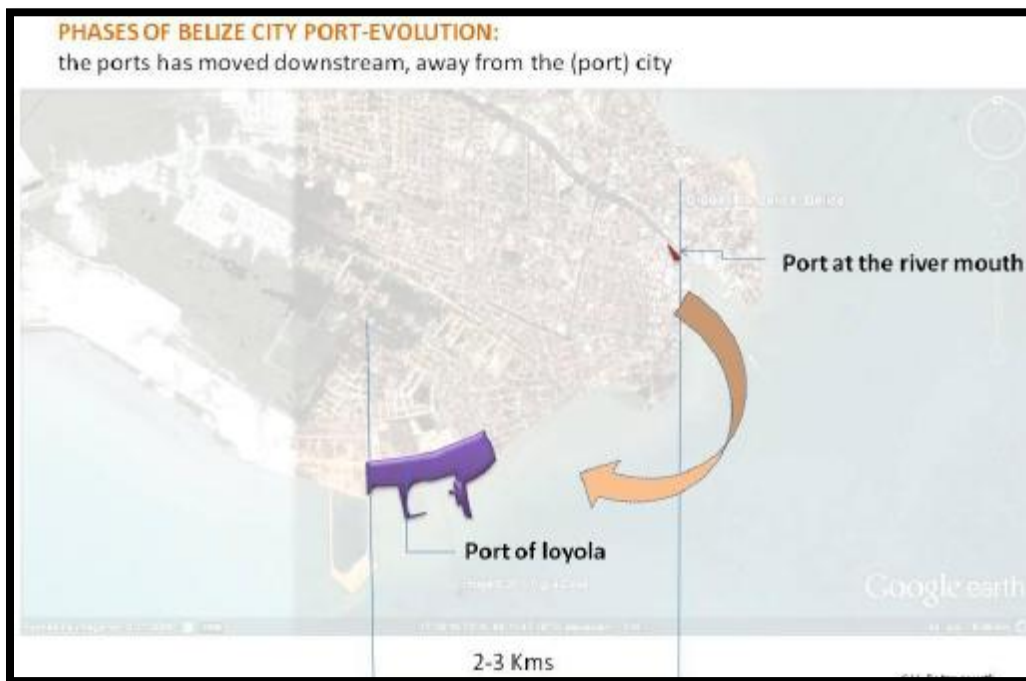 PHASES OF BELIZE CITY PORT-EVOLUTION:
the ports has moved downstream, away from the (port) city
Port at the river mouth
Port of loyola
Google earth
2-3 Kms